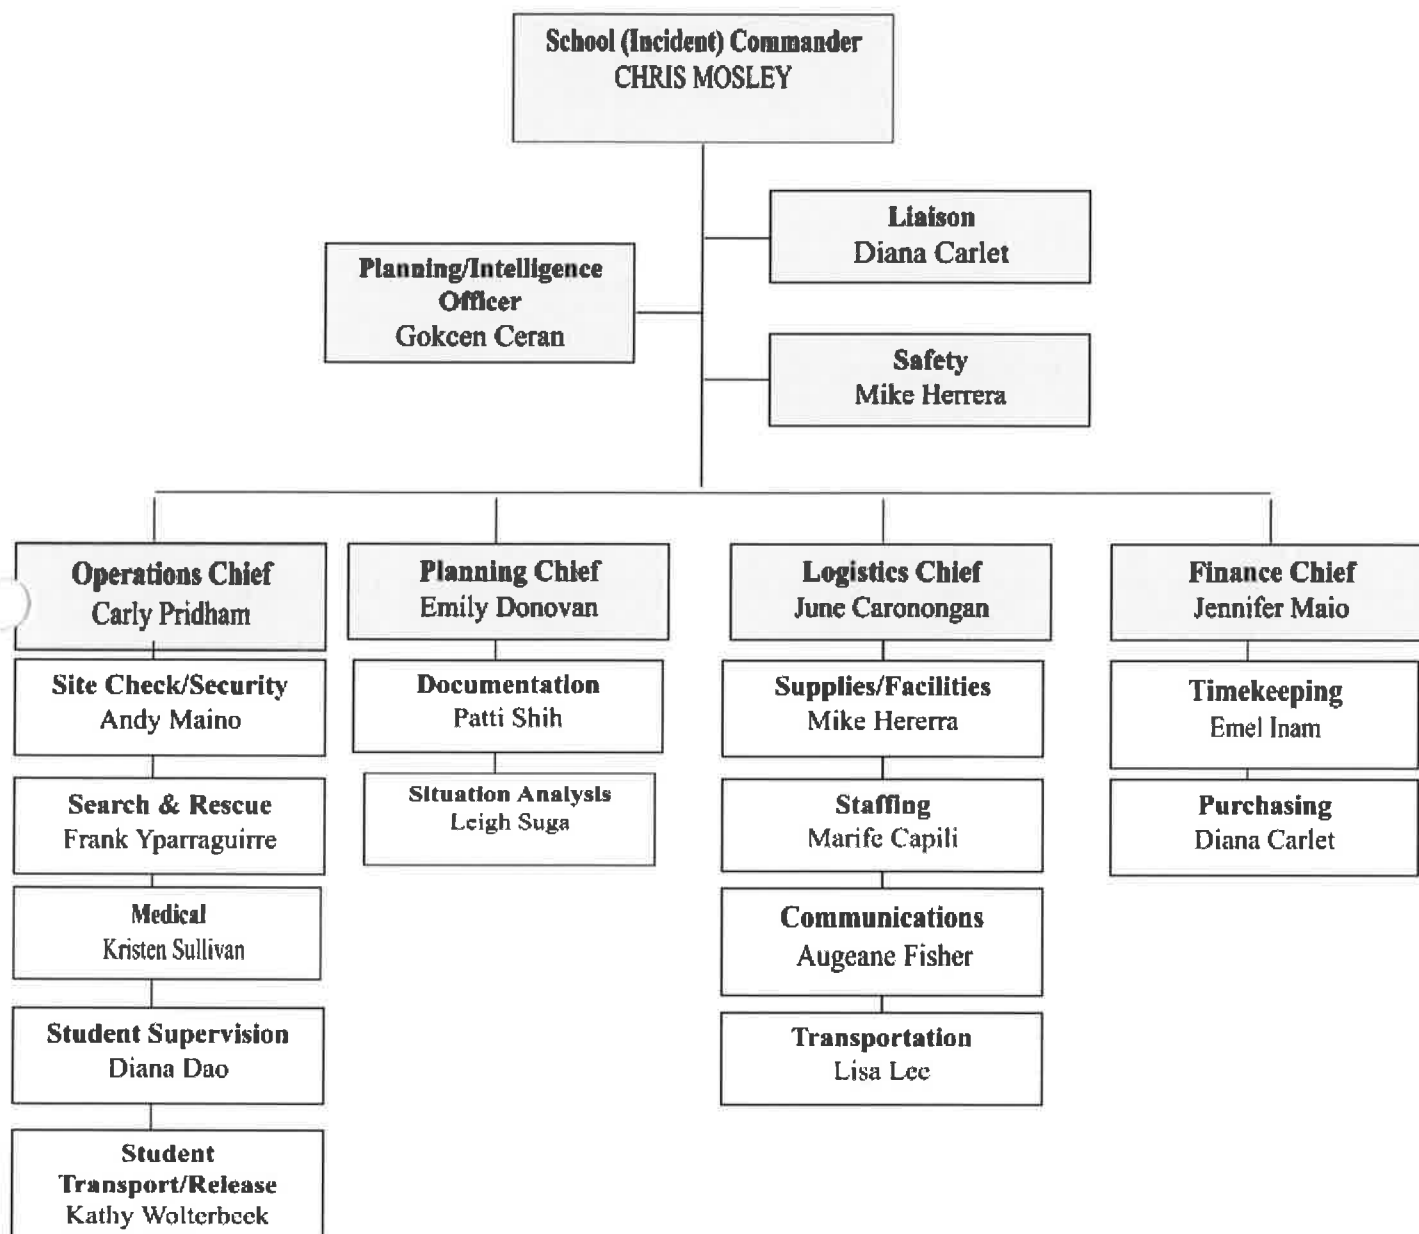 School (Incident) Commander
CHRIS MOSLEY
Liaison
Diana Carlet
Planning/Intelligence
Officer
Gokcen Ceran
Safety
Mike Herrera
Operations Chief
Carly Pridham
Planning Chief
Emily Donovan
Logistics Chief
June Caronongan
Finance Chief
Jennifer Maio
Site Check/Security
Andy Maino
Documentation
Patti Shih
Supplies/Facilities
Mike Hererra
Timekeeping
Emel Inam
Search & Rescue
Frank Yparraguirre
Situation Analysis
Leigh Suga
Staffing
Marife Capili
Purchasing
Diana Carlet
Medical
Kristen Sullivan
Communications
Augeane Fisher
Student Supervision
Diana Dao
Transportation
Lisa Lee
Student
Transport/Release
Kathy Wolterbeek